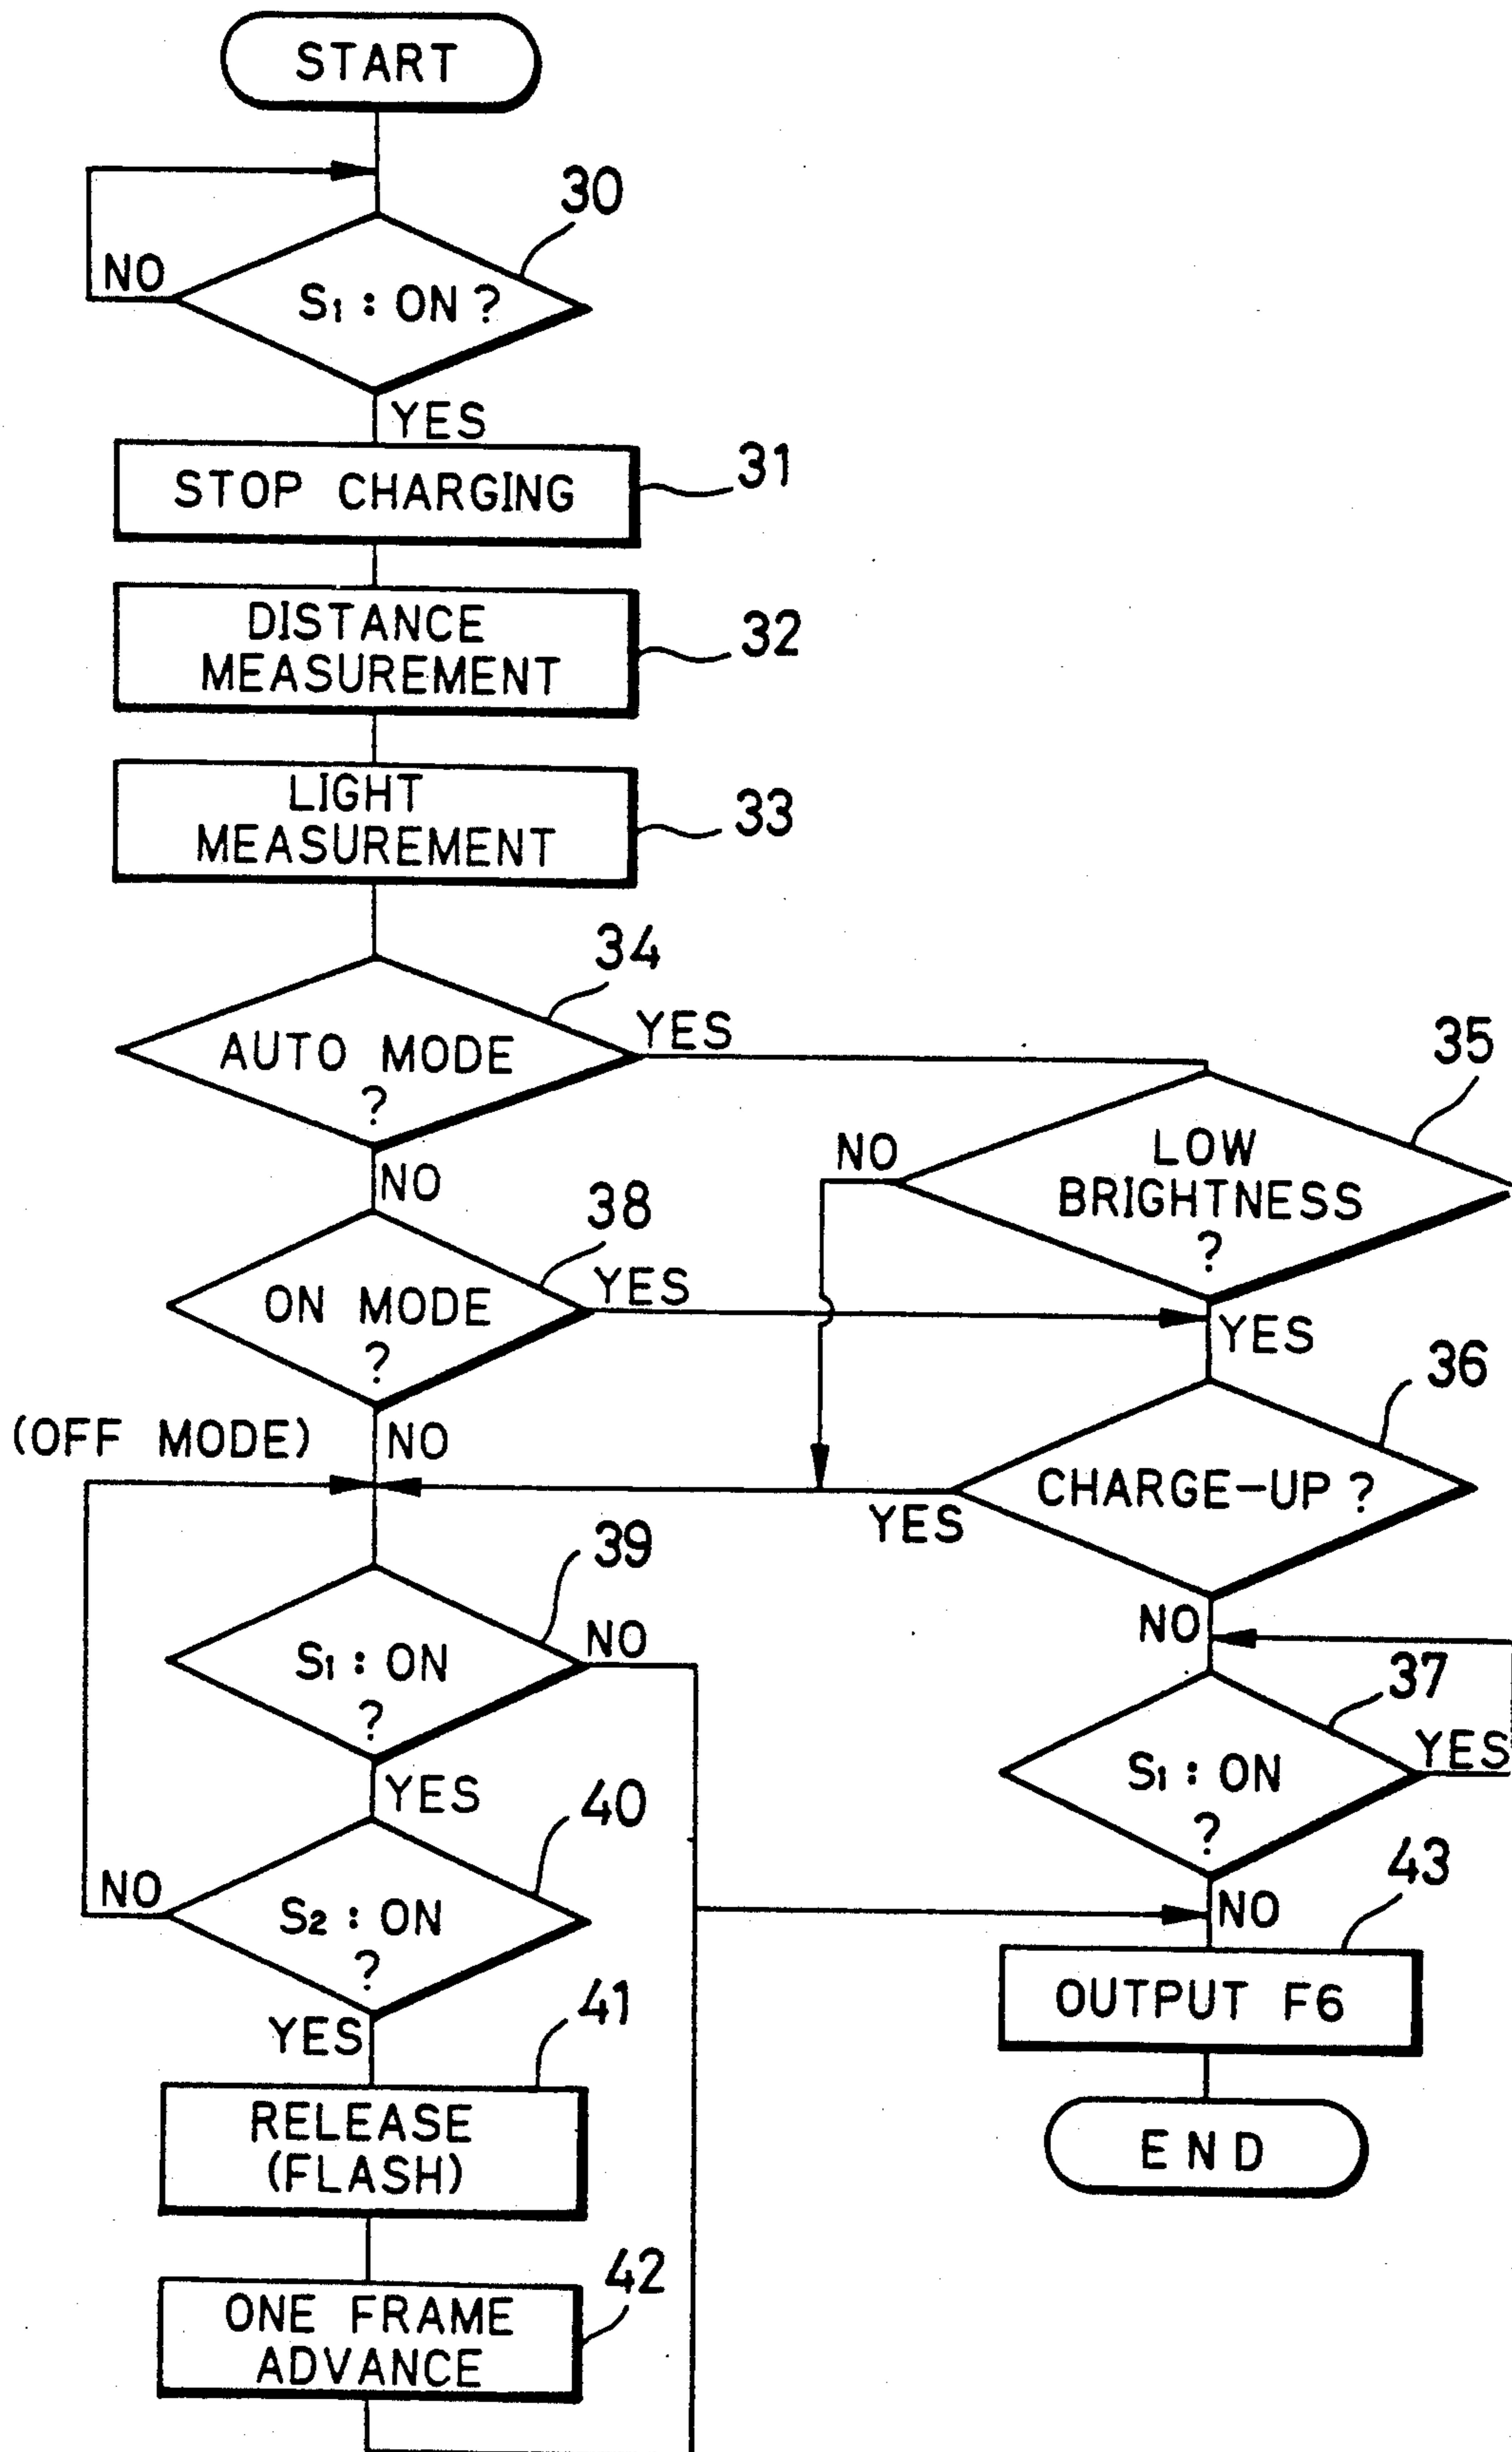 START
30
NO
S1 : ON ?
YES
STOP CHARGING
31
DISTANCE
MEASUREMENT
32
LIGHT
MEASUREMENT
33
34
AUTO MODE
?
YES
NO
35
LOW
BRIGHTNESS
?
NO
YES
38
ON MODE
?
YES
(OFF MODE)
NO
36
CHARGE-UP ?
YES
NO
39
S1 : ON
?
NO
YES
37
S1 : ON
?
YES
NO
40
S2 : ON
?
NO
YES
43
OUTPUT F6
END
41
RELEASE
(FLASH)
42
ONE FRAME
ADVANCE